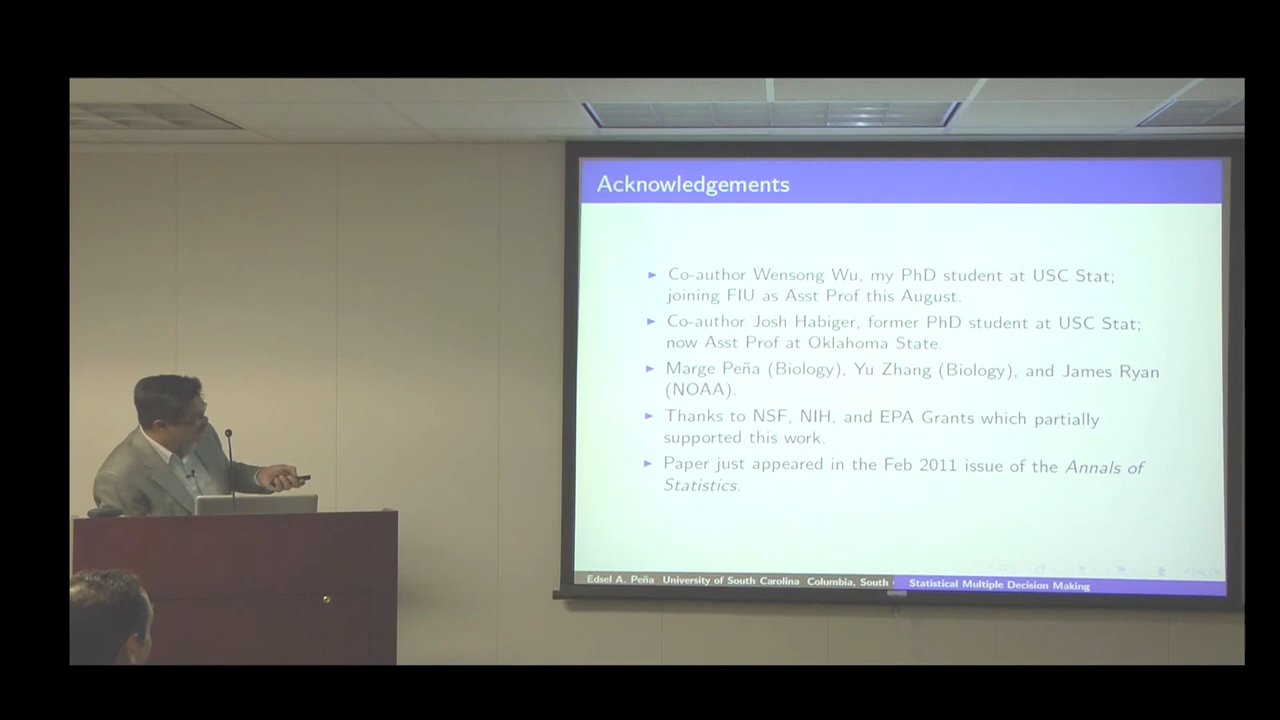 Acknowledgements
Co-author Wensong Wu, my PhD student at USC Stat;
joining FIU as Asst Prof this August.
Co-author Josh Habiger, former PhD student at USC Stat;
now Asst Prof at Oklahoma State.
Marge Peña (Biology), Yu Zhang (Biology), and James Ryan
(NOAA).
Thanks to NSF, NIH, and EPA Grants which partially
supported this work.
Paper just appeared in the Feb 2011 issue of the Annals of
Statistics.
Edsel A. Peña University of South Carolina Columbia, South
Statistical Multiple Decision Making